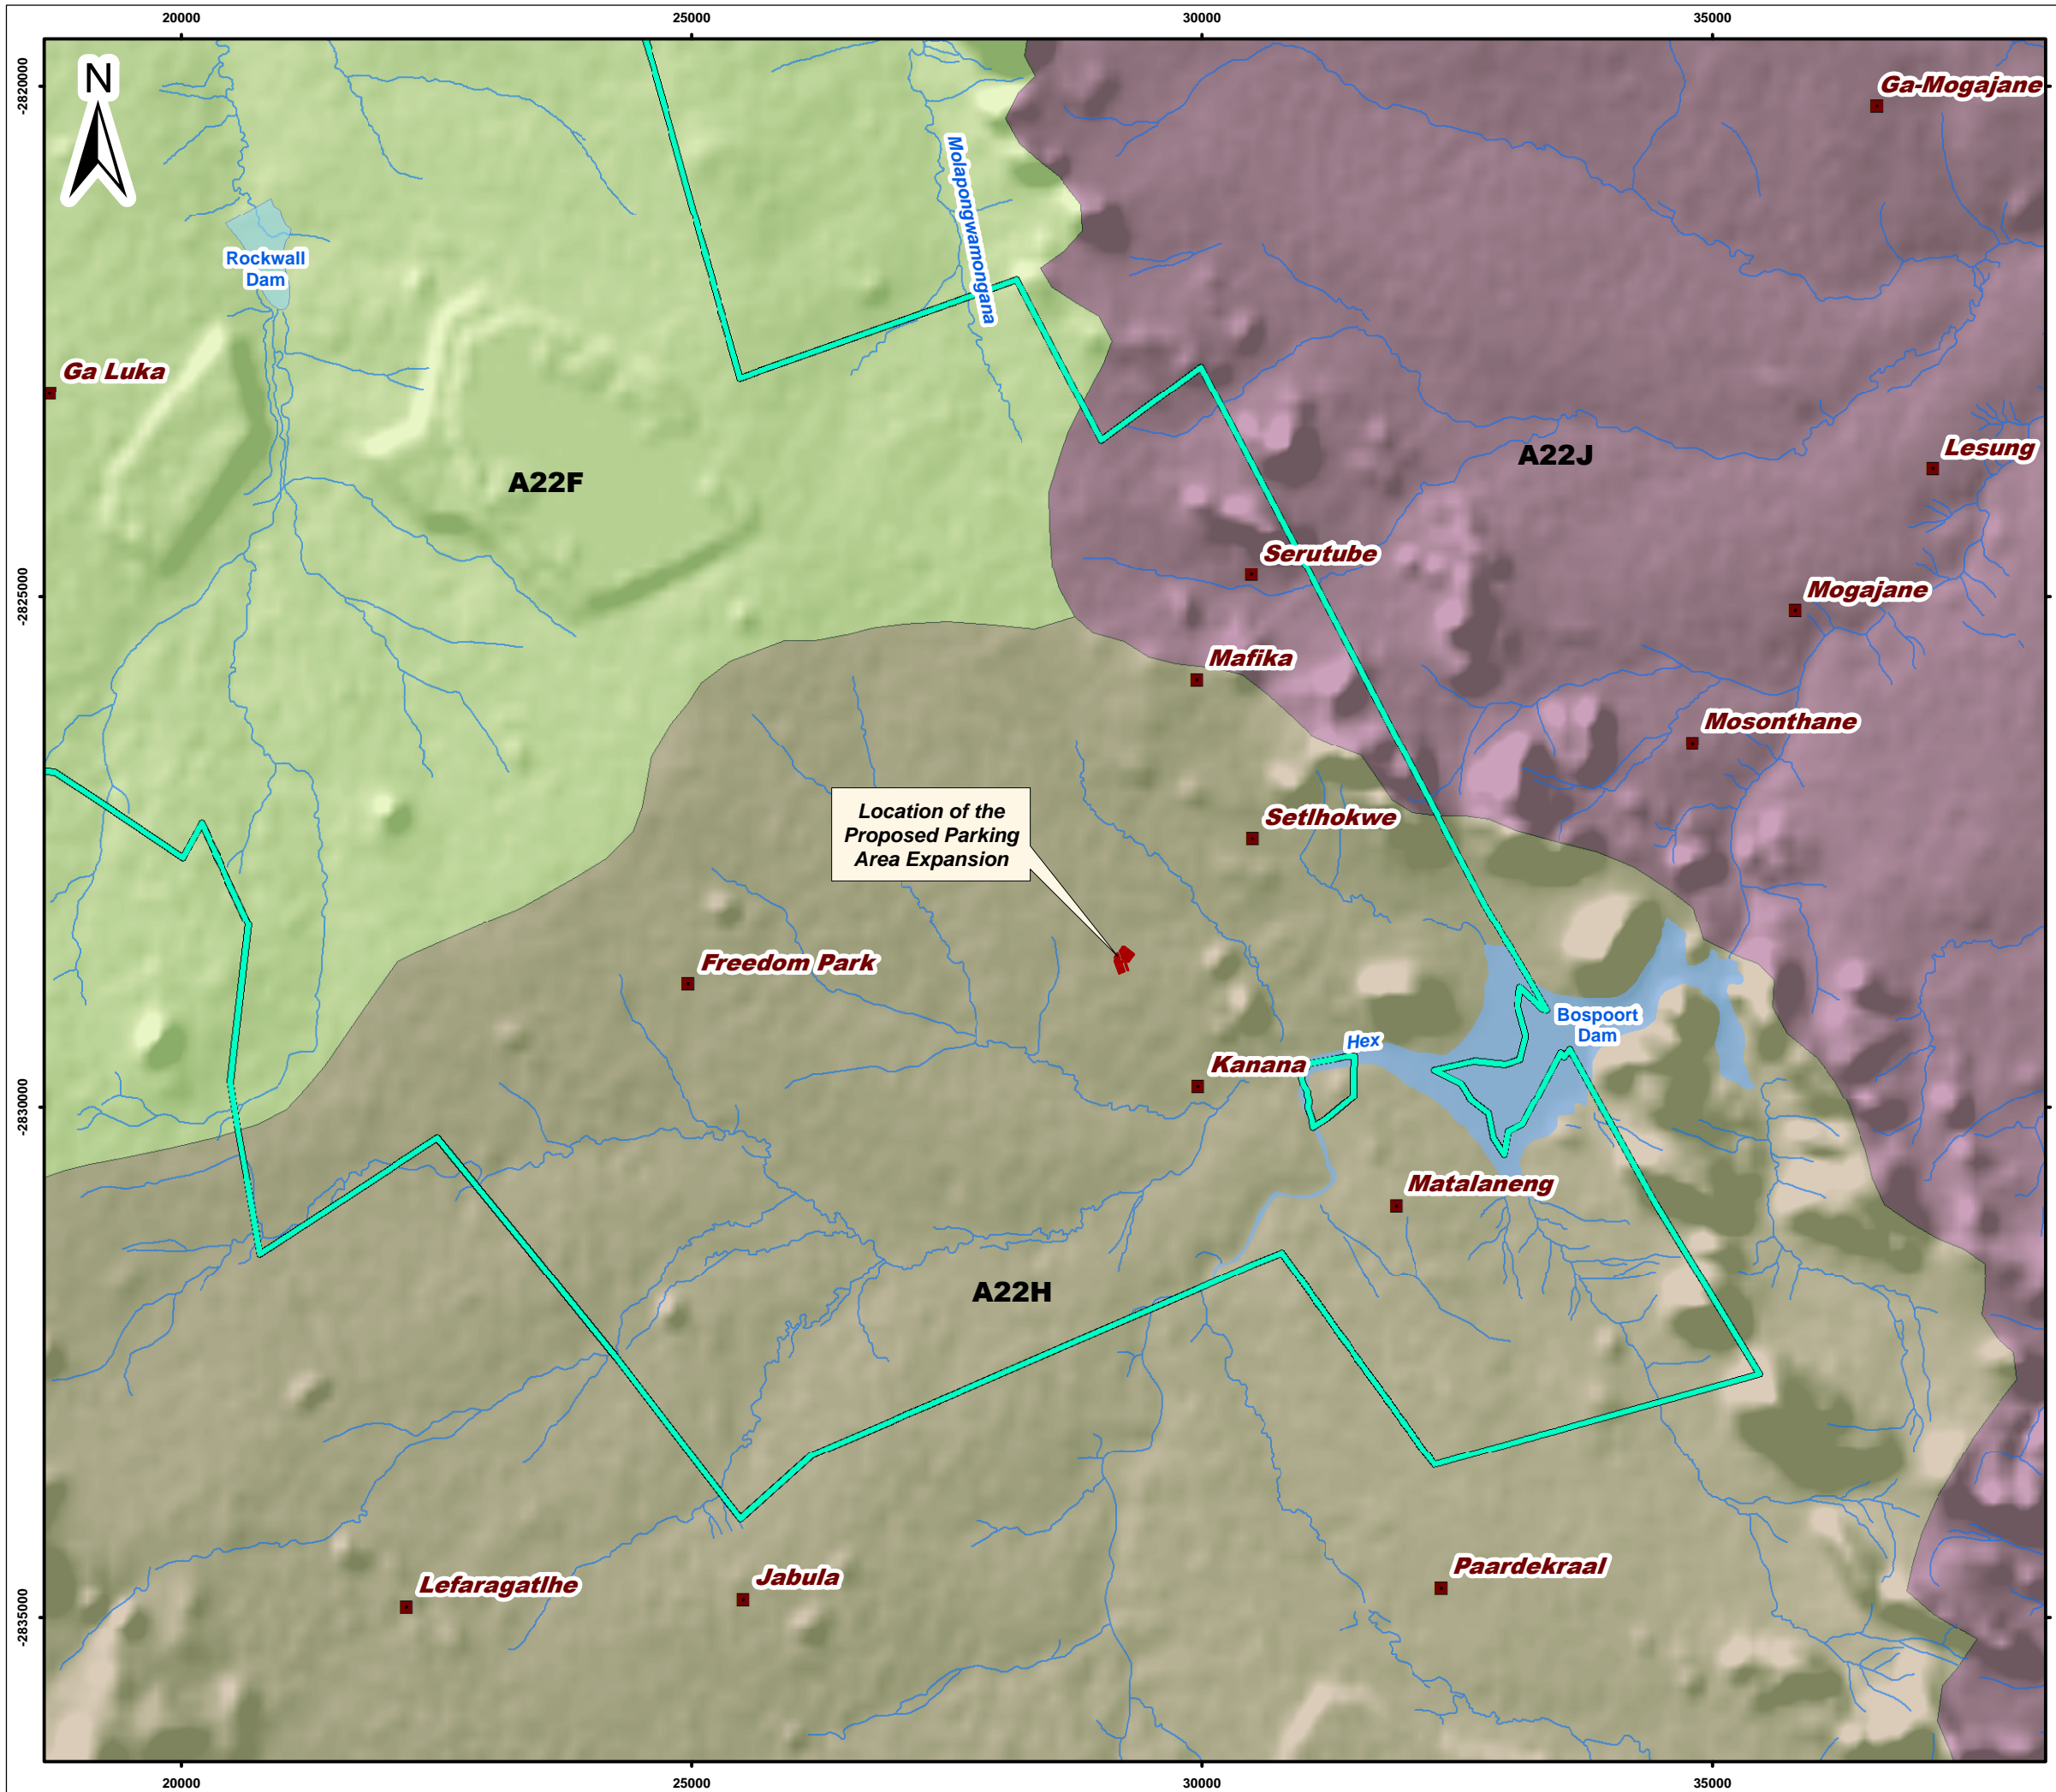 20000
25000
30000
35000
-2820000
-2825000
-2830000
-2835000
N
Ga-Mogajane
Molapongwamongana
Rockwall
Dam
Ga Luka
A22F
A22J
Lesung
Serutube
Mogajane
Mafika
Mosonthane
Location of the
Proposed Parking
Area Expansion
Setlhokwe
Freedom Park
Bospoort
Dam
Hex
Kanana
Matalaneng
A22H
Paardekraal
Jabula
Lefaragatlhe
20000
25000
30000
35000